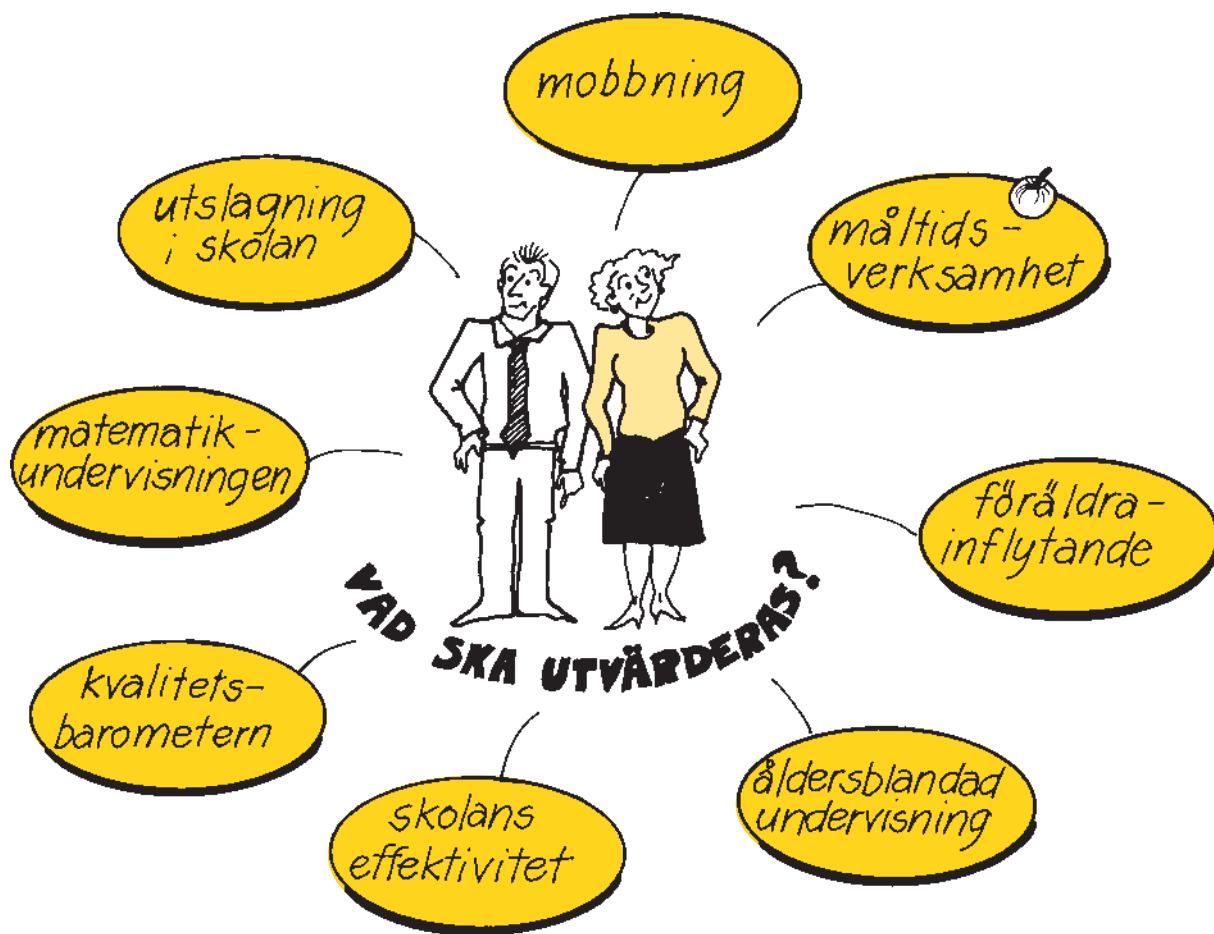 mobbning
utslagning
i skolan
måltids-
verksamhet
matematik-
undervisningen
föräldra-
inflytande
VAD SKA UTVÄRDERAS?
kvalitets-
barometern
åldersblandad
undervisning
skolans
effektivitet